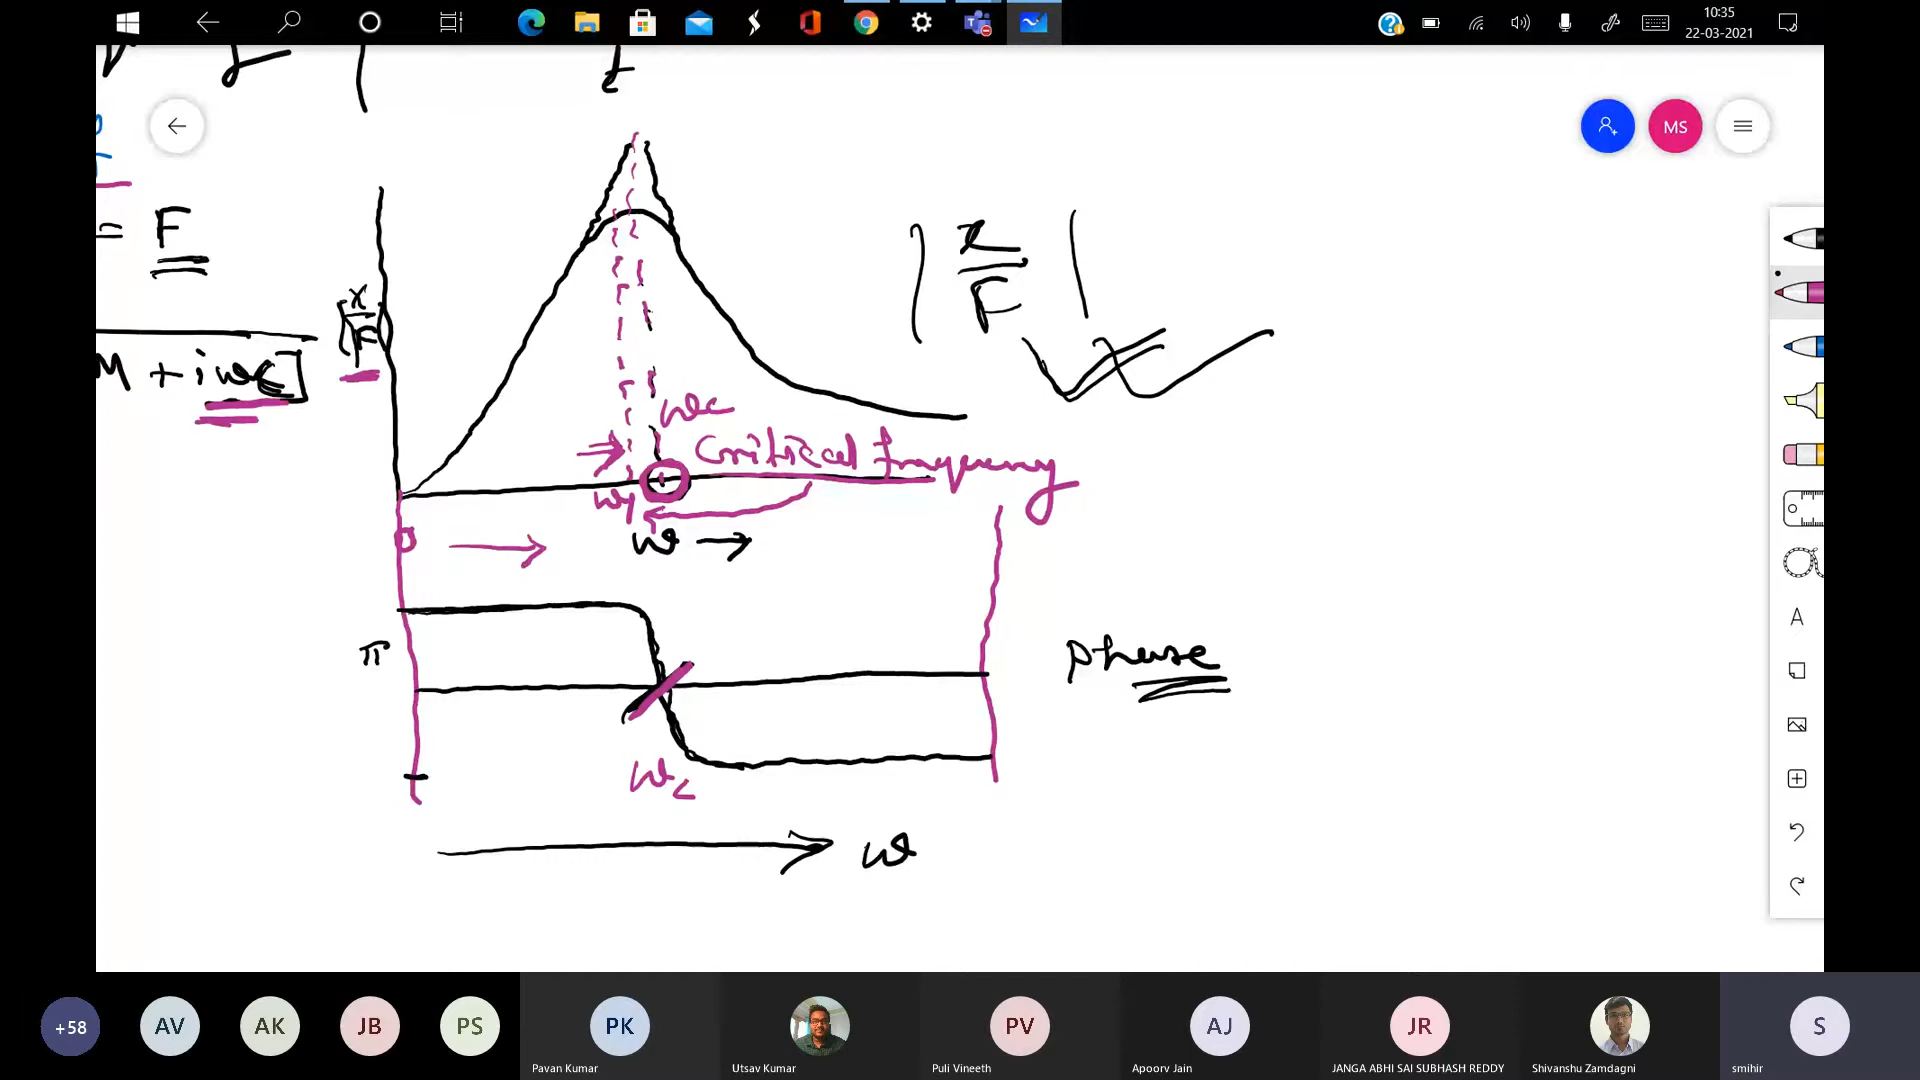 10:35
22-03-2021
MS
= F
x
F
M + iωc]
| x
F |
ωc
Critical frequency
ω1
ω →
0
π
phase
ωc
ω
A
+58
AV
AK
JB
PS
PK
PV
AJ
JR
S
Pavan Kumar
Utsav Kumar
Puli Vineeth
Apoorv Jain
JANGA ABHI SAI SUBHASH REDDY
Shivanshu Zamdagni
smihir